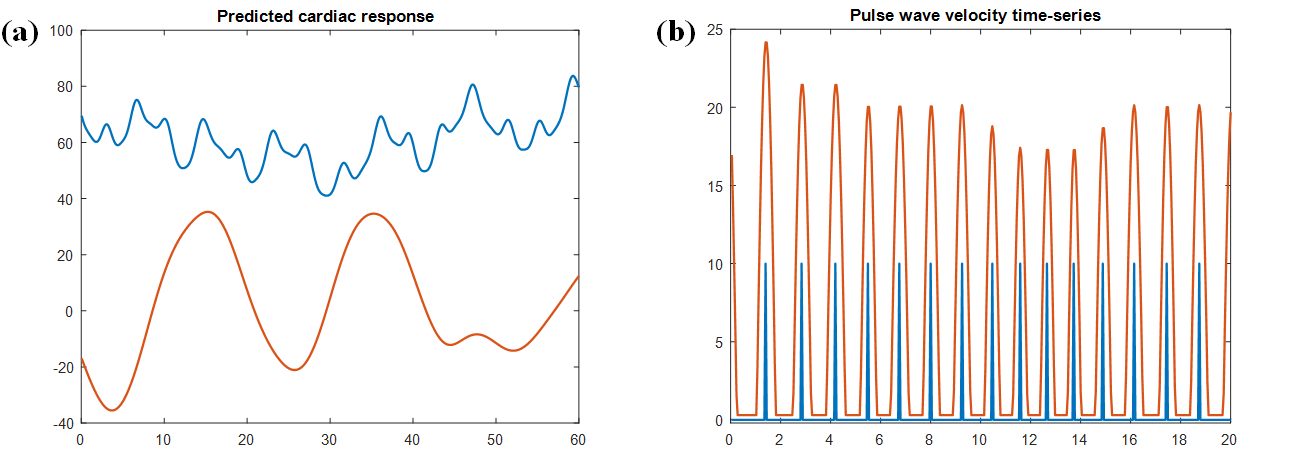 (a)
Predicted cardiac response
100
80
60
40
20
0
-20
-40
0 10 20 30 40 50 60
(b)
Pulse wave velocity time-series
25
20
15
10
5
0
0 2 4 6 8 10 12 14 16 18 20